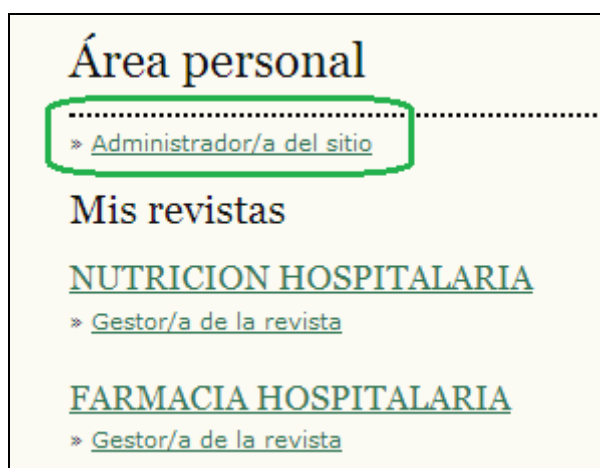 Área personal
» Administrador/a del sitio
Mis revistas
NUTRICION HOSPITALARIA
» Gestor/a de la revista
FARMACIA HOSPITALARIA
» Gestor/a de la revista